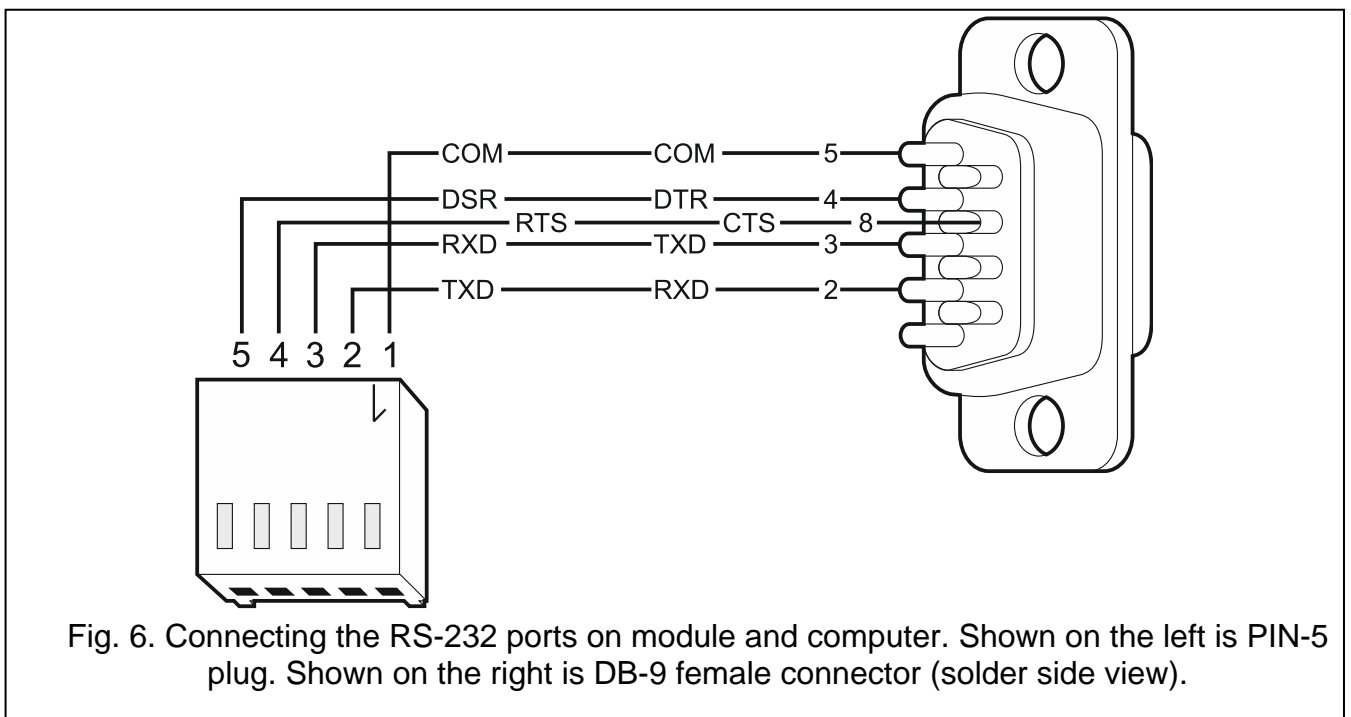 COM COM 5
DSR DTR 4
RTS CTS 8
RXD TXD 3
TXD RXD 2
5 4 3 2 1
Fig. 6. Connecting the RS-232 ports on module and computer. Shown on the left is PIN-5
plug. Shown on the right is DB-9 female connector (solder side view).